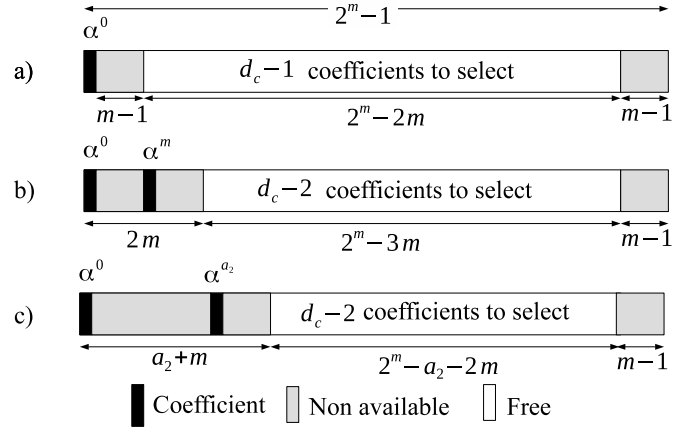 2^m−1
α^0
a) d_c−1 coefficients to select
m−1 2^m−2m m−1
α^0 α^m
b) d_c−2 coefficients to select
2m 2^m−3m m−1
α^0 α^{a_2}
c) d_c−2 coefficients to select
a_2+m 2^m−a_2−2m m−1
Coefficient Non available Free